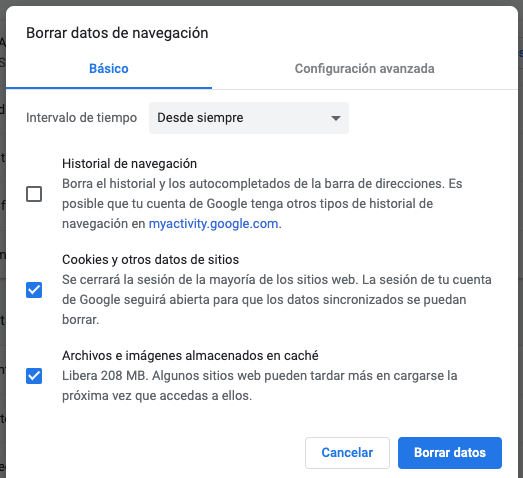 Borrar datos de navegación
Básico
Configuración avanzada
Intervalo de tiempo
Desde siempre
Historial de navegación
Borra el historial y los autocompletados de la barra de direcciones. Es
posible que tu cuenta de Google tenga otros tipos de historial de
navegación en myactivity.google.com.
Cookies y otros datos de sitios
Se cerrará la sesión de la mayoría de los sitios web. La sesión de tu cuenta
de Google seguirá abierta para que los datos sincronizados se puedan
borrar.
Archivos e imágenes almacenados en caché
Libera 208 MB. Algunos sitios web pueden tardar más en cargarse la
próxima vez que accedas a ellos.
Cancelar
Borrar datos